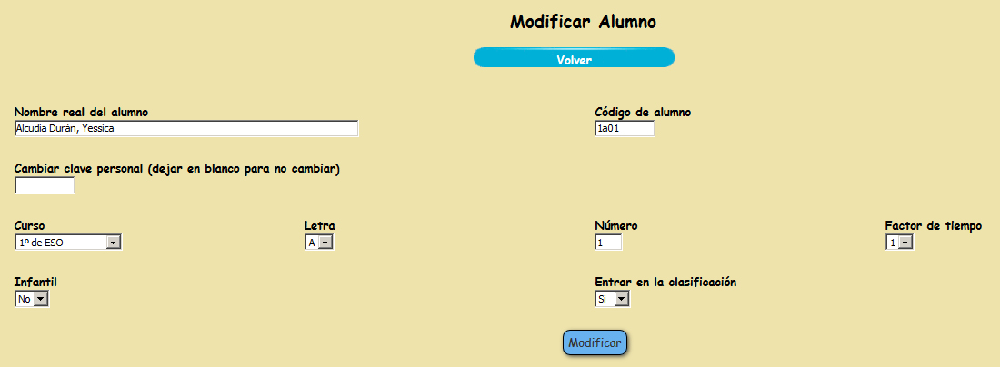 Modificar Alumno
Volver
Nombre real del alumno
Código de alumno
Alcudia Durán, Yessica
1a01
Cambiar clave personal (dejar en blanco para no cambiar)
Curso
Letra
Número
Factor de tiempo
1º de ESO
A
1
1
Infantil
Entrar en la clasificación
No
Si
Modificar